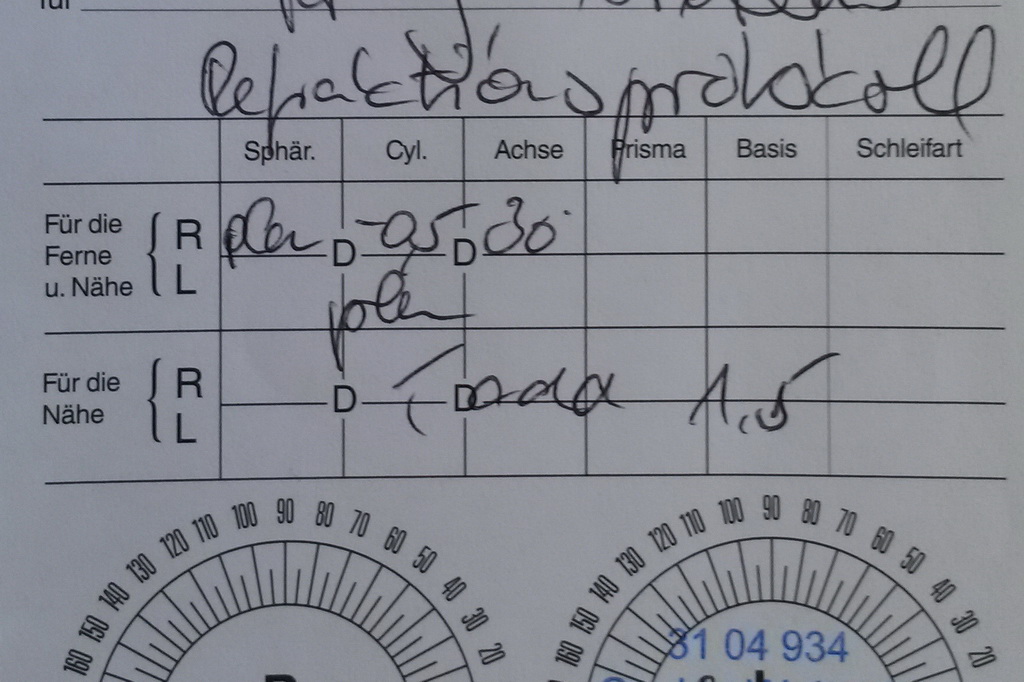 für
Refraktionsprotokoll
Sphär. Cyl. Achse Prisma Basis Schleifart
Für die Ferne u. Nähe R plan D -0,5 D 30°
L plan
Für die Nähe R D D add 1,5
L
160 150 140 130 120 110 100 90 80 70 60 50 40 30 20
160 150 140 130 120 110 100 90 80 70 60 50 40 30 20
31 04 934